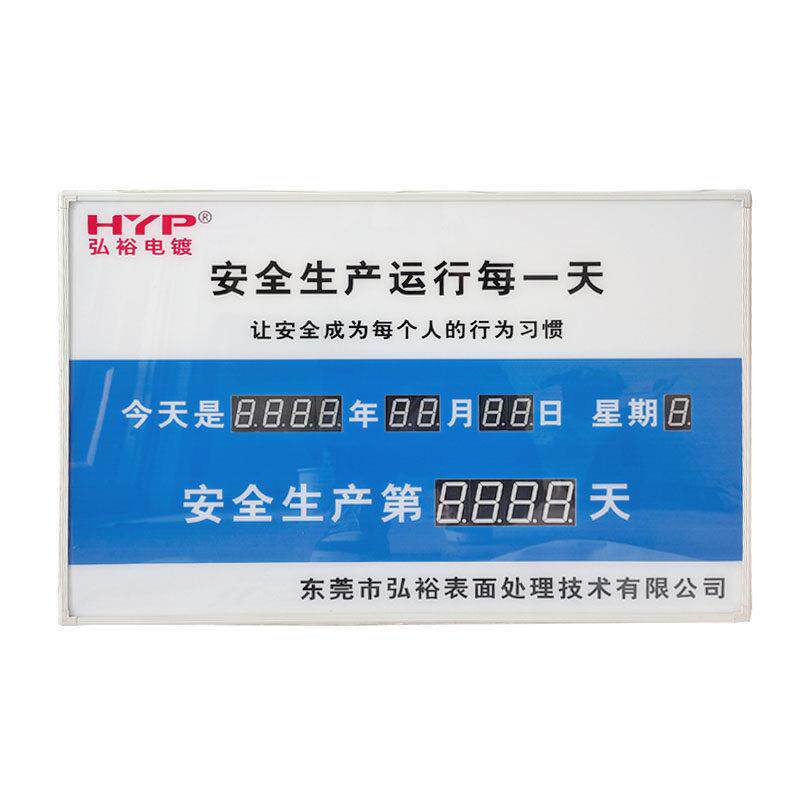 HYP®
弘裕电镀
安全生产运行每一天
让安全成为每个人的行为习惯
今天是8.8.8.8.年8.8.月8.8.日 星期8.
安全生产第8.8.8.8.天
东莞市弘裕表面处理技术有限公司